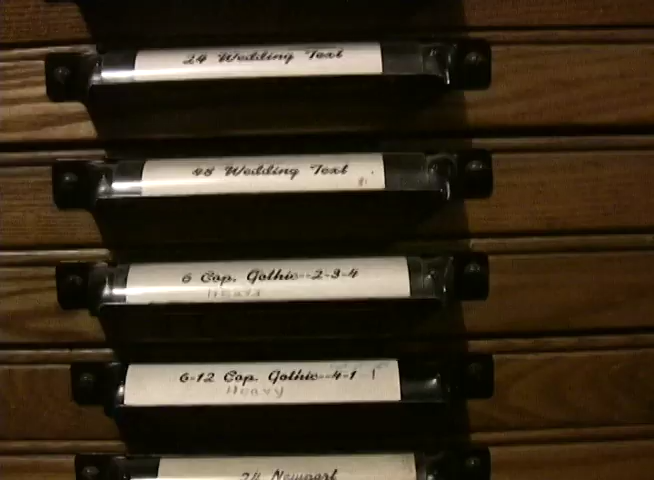 24 Wedding Text
48 Wedding Text
6 Cop. Gothic--2-3-4
Heavy
6-12 Cop. Gothic--4-1
Heavy
24 Newport